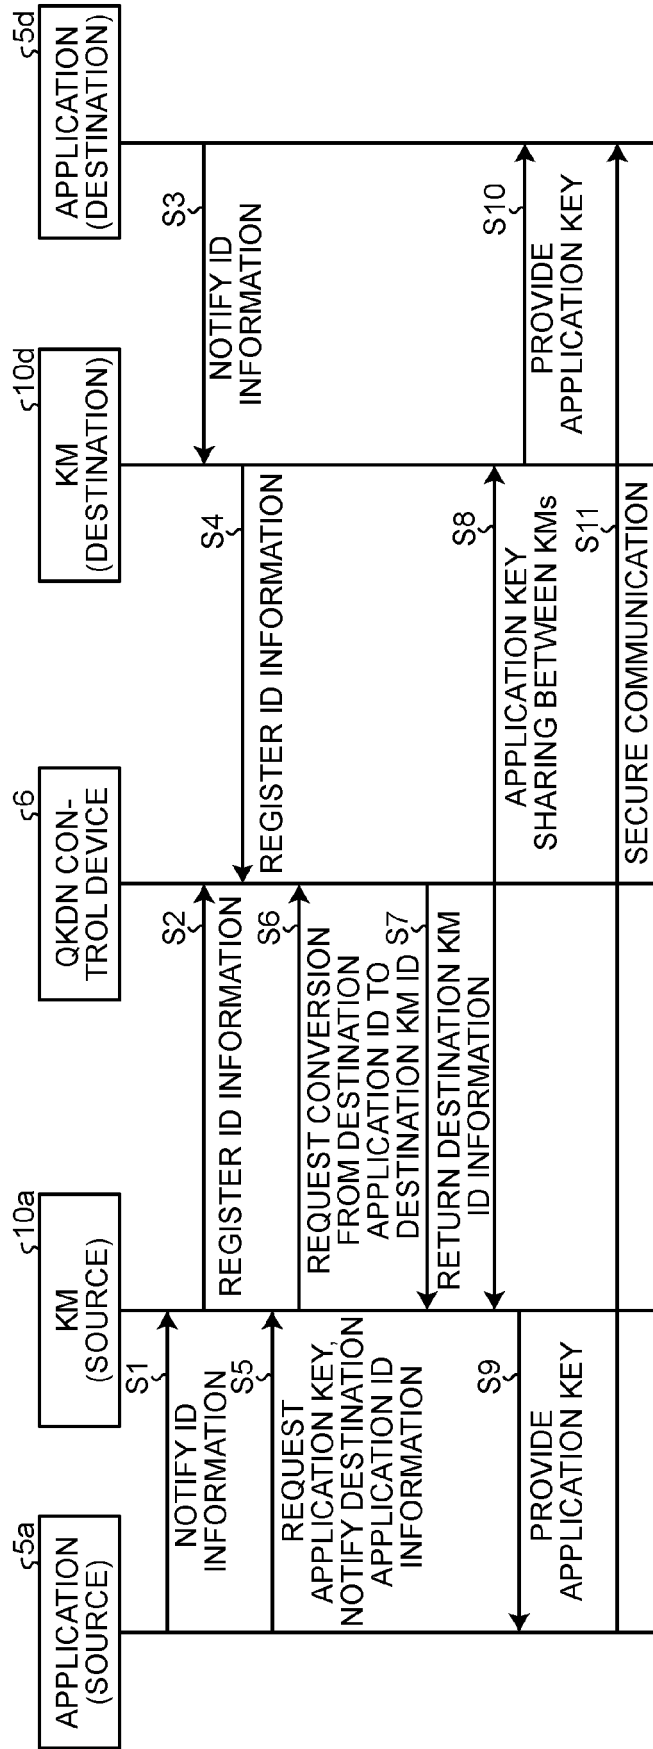 5a
APPLICATION
(SOURCE)
10a
KM
(SOURCE)
6
QKDN CON-
TROL DEVICE
10d
KM
(DESTINATION)
5d
APPLICATION
(DESTINATION)
S1
NOTIFY ID
INFORMATION
S2
REGISTER ID INFORMATION
S3
NOTIFY ID
INFORMATION
S4
REGISTER ID INFORMATION
S5
REQUEST
APPLICATION KEY,
NOTIFY DESTINATION
APPLICATION ID
INFORMATION
S6
REQUEST CONVERSION
FROM DESTINATION
APPLICATION ID TO
DESTINATION KM ID
S7
RETURN DESTINATION KM
ID INFORMATION
S8
APPLICATION KEY
SHARING BETWEEN KMs
S9
PROVIDE
APPLICATION KEY
S10
PROVIDE
APPLICATION KEY
S11
SECURE COMMUNICATION